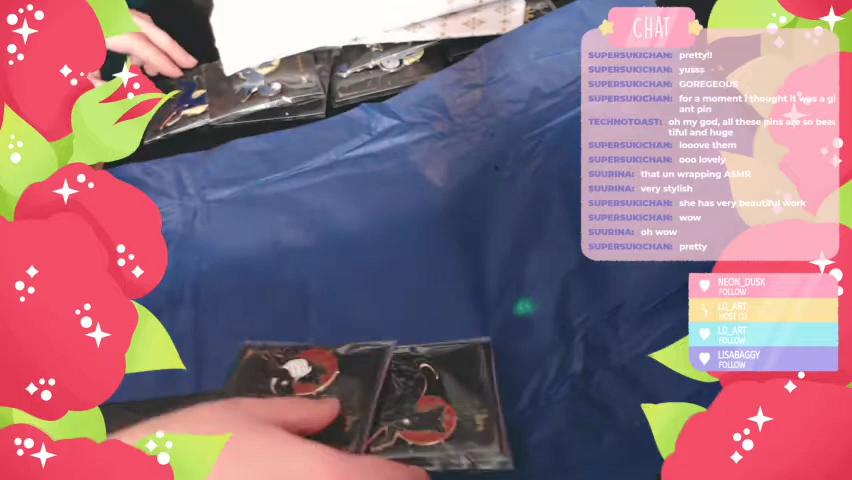 CHAT
SUPERSUKICHAN: pretty!!
SUPERSUKICHAN: yusss
SUPERSUKICHAN: GOREGEOUS
SUPERSUKICHAN: for a moment i thought it was a gi
ant pin
TECHNOTOAST: oh my god, all these pins are so beau
tiful and huge
SUPERSUKICHAN: looove them
SUPERSUKICHAN: ooo lovely
SUURINA: that un wrapping ASMR
SUURINA: very stylish
SUPERSUKICHAN: she has very beautiful work
SUPERSUKICHAN: wow
SUURINA: oh wow
SUPERSUKICHAN: pretty
NEON_DUSK
FOLLOW
LD_ART
HOST (1)
LD_ART
FOLLOW
LISABAGGY
FOLLOW